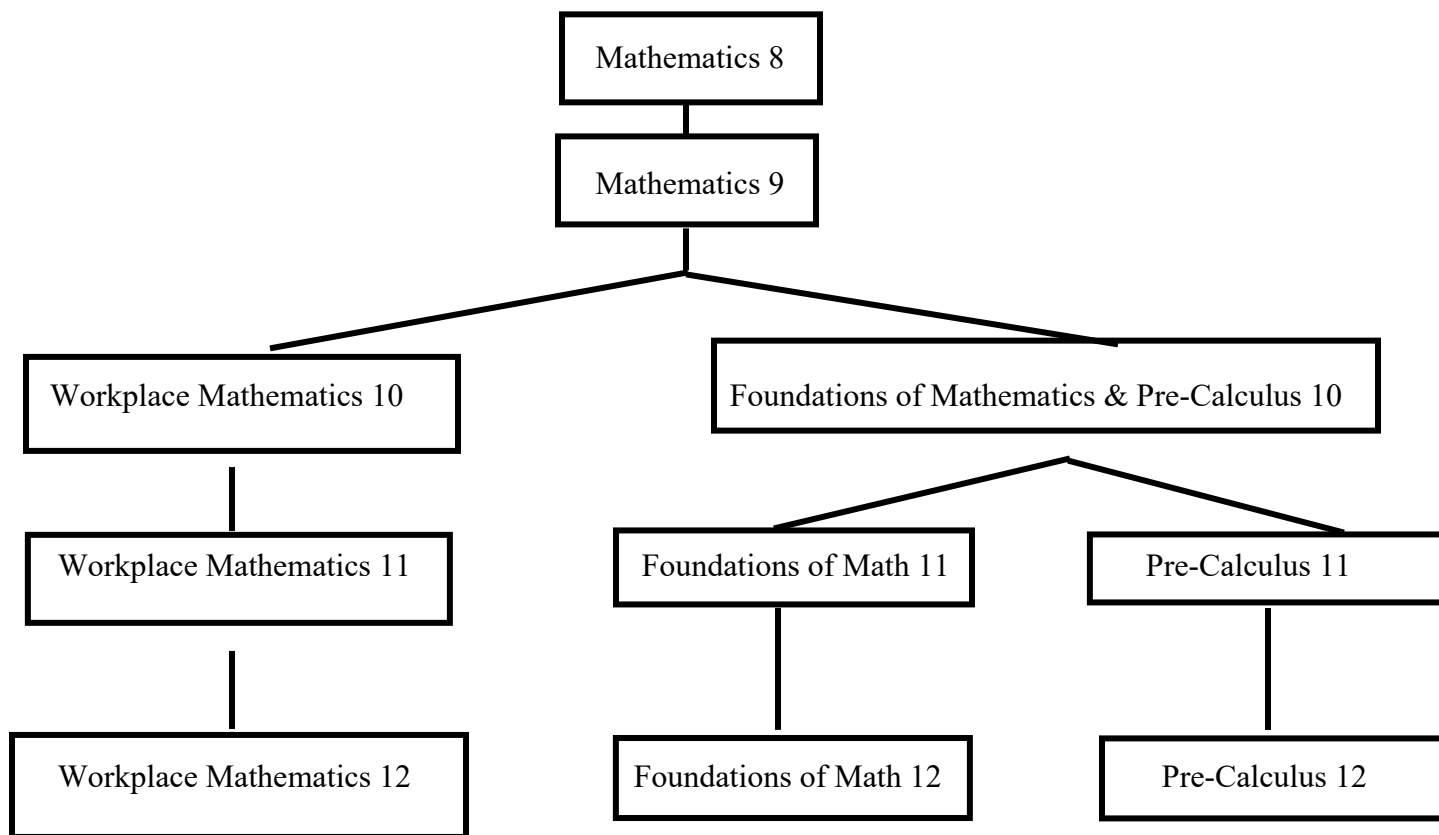 Mathematics 8
Mathematics 9
Workplace Mathematics 10
Foundations of Mathematics & Pre-Calculus 10
Workplace Mathematics 11
Foundations of Math 11
Pre-Calculus 11
Workplace Mathematics 12
Foundations of Math 12
Pre-Calculus 12